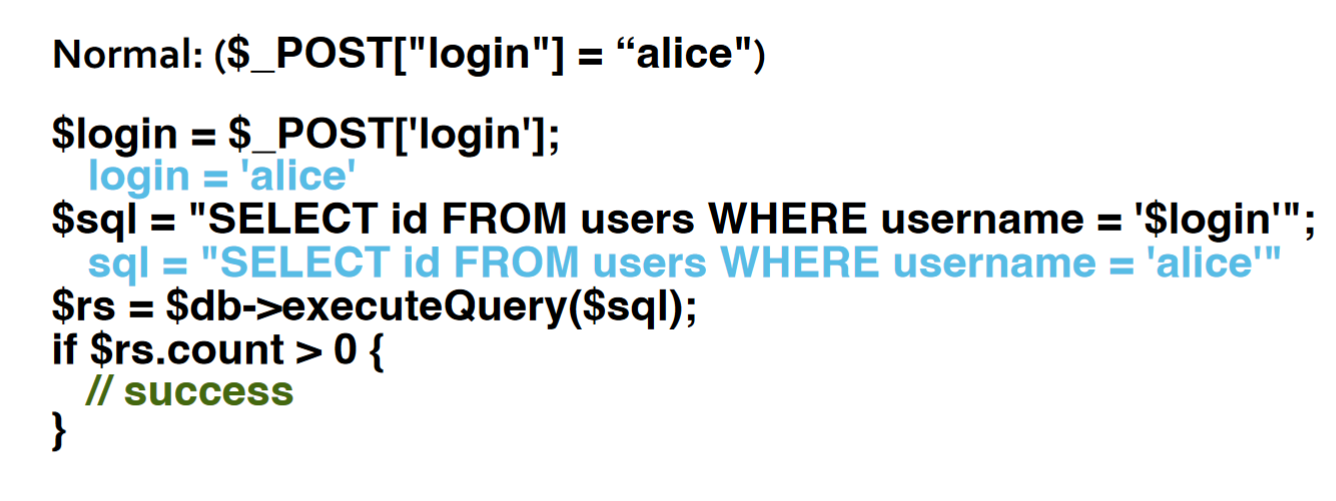 Normal: ($_POST["login"] = “alice")
$login = $_POST['login'];
login = 'alice'
$sql = "SELECT id FROM users WHERE username = '$login'";
sql = "SELECT id FROM users WHERE username = 'alice'"
$rs = $db->executeQuery($sql);
if $rs.count > 0 {
// success
}